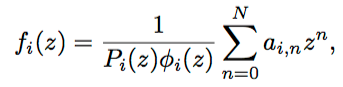 f_i(z) = \frac{1}{P_i(z)\phi_i(z)} \sum_{n=0}^{N} a_{i,n} z^n,